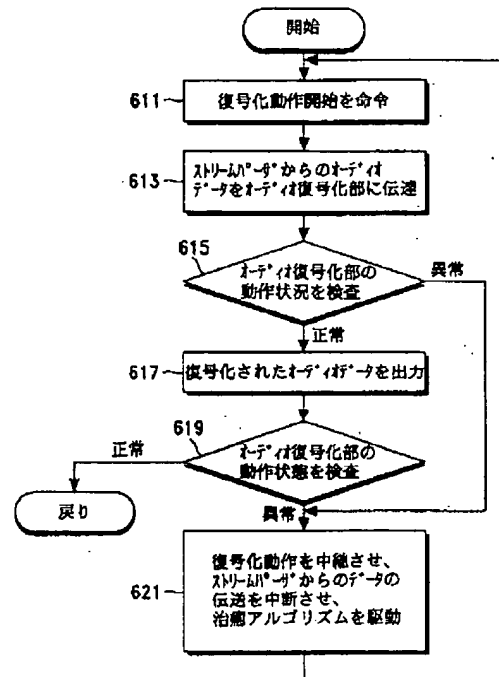 開始
611
復号化動作開始を命令
613
ストリームパーザからのオーディオ
データをオーディオ復号化部に伝達
615
オーディオ復号化部の
動作状況を検査
異常
正常
617
復号化されたオーディオデータを出力
619
オーディオ復号化部の
動作状態を検査
正常
戻り
異常
621
復号化動作を中継させ、
ストリームパーザからのデータの
伝送を中断させ、
治癒アルゴリズムを駆動